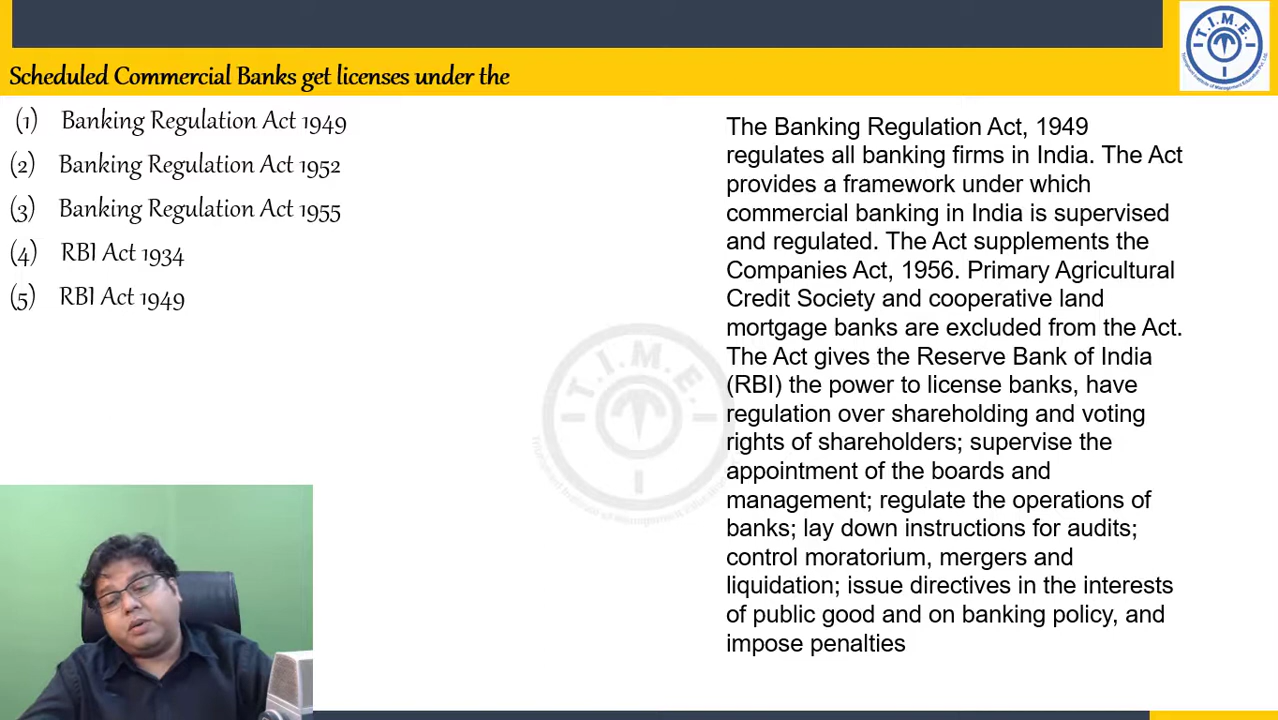 Scheduled Commercial Banks get licenses under the
(1) Banking Regulation Act 1949
(2) Banking Regulation Act 1952
(3) Banking Regulation Act 1955
(4) RBI Act 1934
(5) RBI Act 1949
The Banking Regulation Act, 1949
regulates all banking firms in India. The Act
provides a framework under which
commercial banking in India is supervised
and regulated. The Act supplements the
Companies Act, 1956. Primary Agricultural
Credit Society and cooperative land
mortgage banks are excluded from the Act.
The Act gives the Reserve Bank of India
(RBI) the power to license banks, have
regulation over shareholding and voting
rights of shareholders; supervise the
appointment of the boards and
management; regulate the operations of
banks; lay down instructions for audits;
control moratorium, mergers and
liquidation; issue directives in the interests
of public good and on banking policy, and
impose penalties
T.I.M.E.
Triumphant Institute of Management Education Pvt. Ltd.
T.I.M.E.